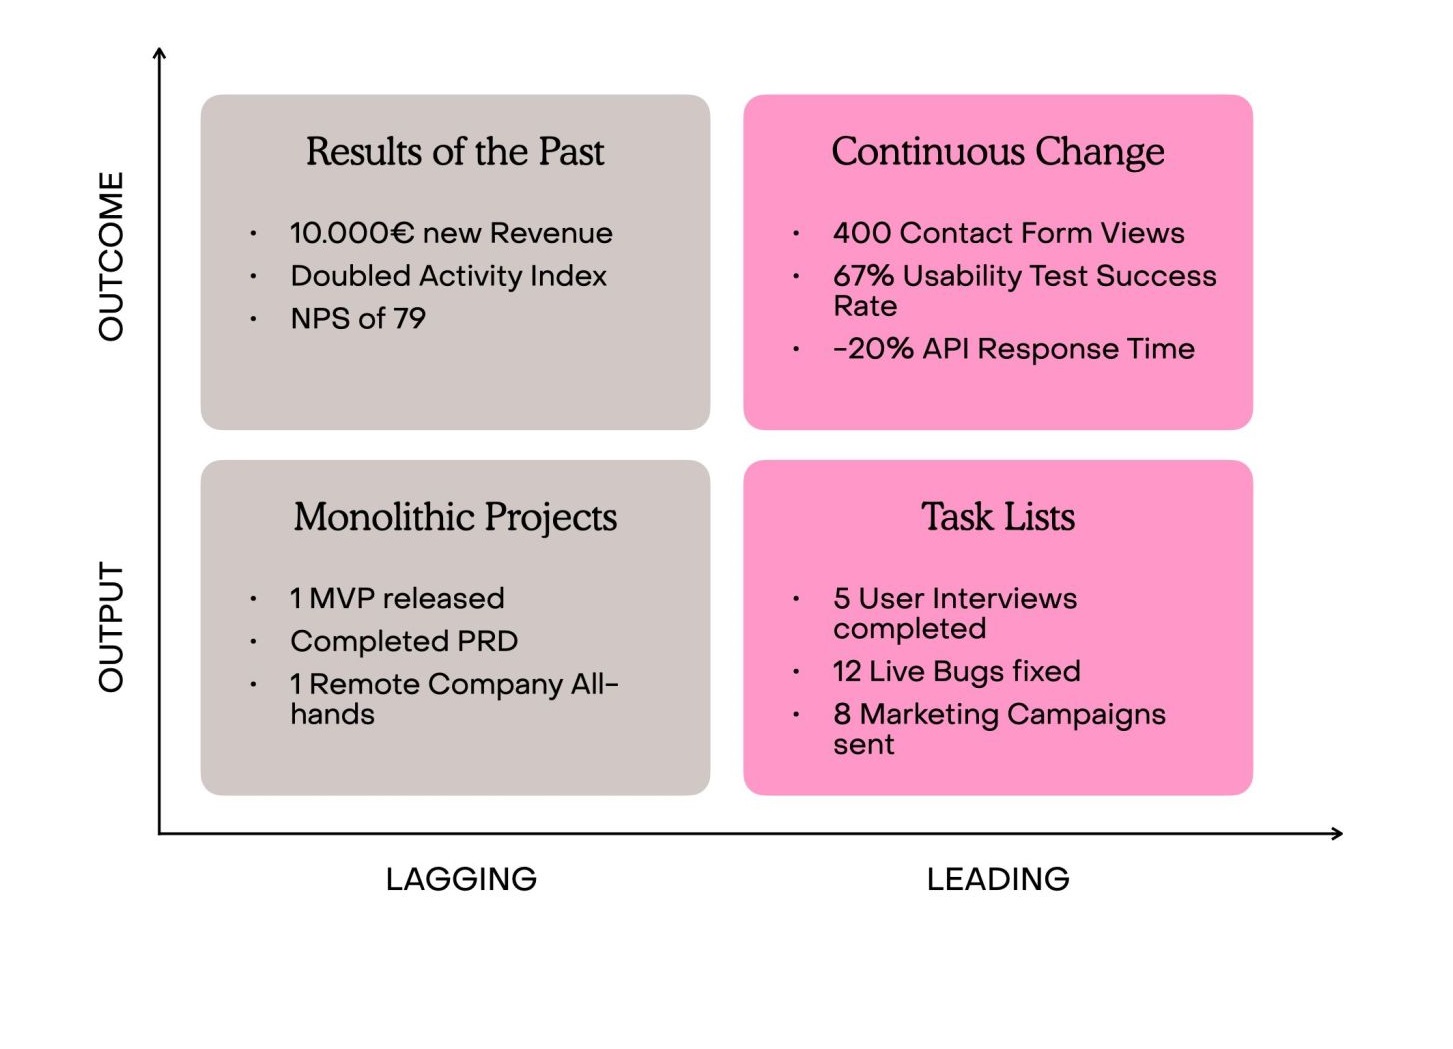 OUTCOME
Results of the Past
• 10.000€ new Revenue
• Doubled Activity Index
• NPS of 79
Continuous Change
• 400 Contact Form Views
• 67% Usability Test Success
Rate
• -20% API Response Time
OUTPUT
Monolithic Projects
• 1 MVP released
• Completed PRD
• 1 Remote Company All-
hands
Task Lists
• 5 User Interviews
completed
• 12 Live Bugs fixed
• 8 Marketing Campaigns
sent
LAGGING
LEADING